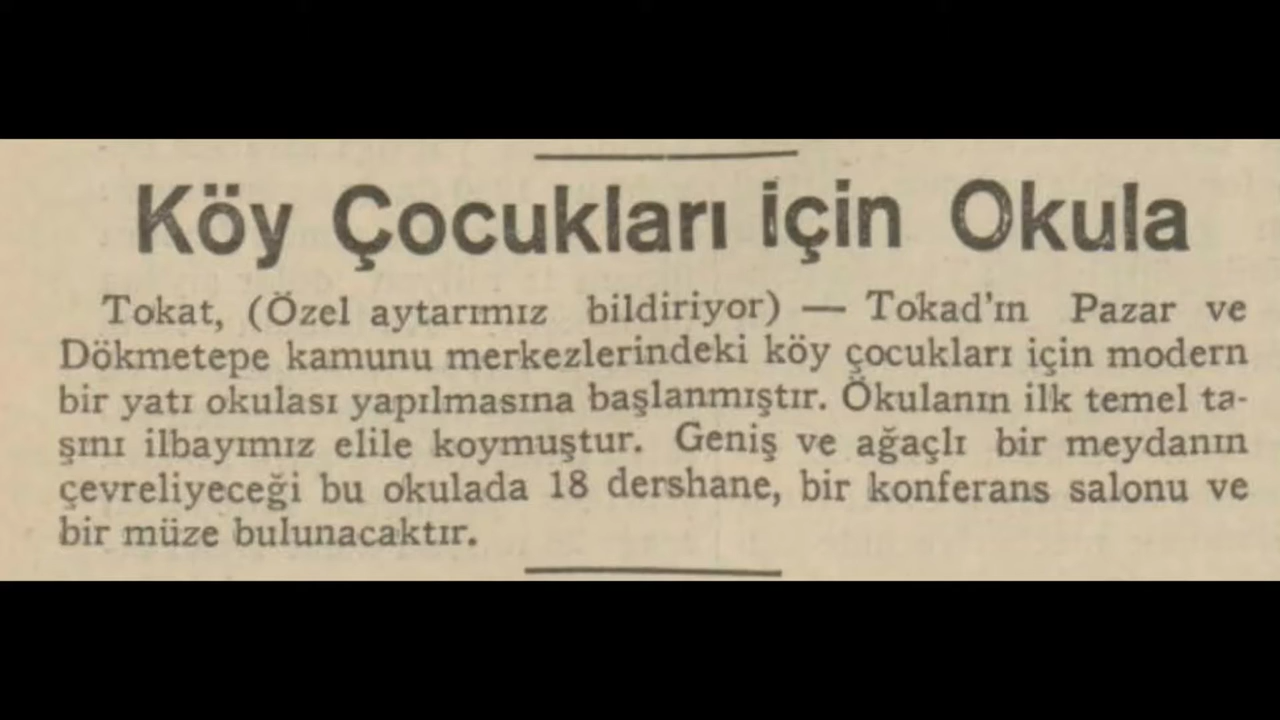 Köy Çocukları için Okula
Tokat, (Özel aytarımız bildiriyor) — Tokad'ın Pazar ve
Dökmetepe kamunu merkezlerindeki köy çocukları için modern
bir yatı okulası yapılmasına başlanmıştır. Okulanın ilk temel ta-
şını ilbayımız elile koymuştur. Geniş ve ağaçlı bir meydanın
çevreliyeceği bu okulada 18 dershane, bir konferans salonu ve
bir müze bulunacaktır.